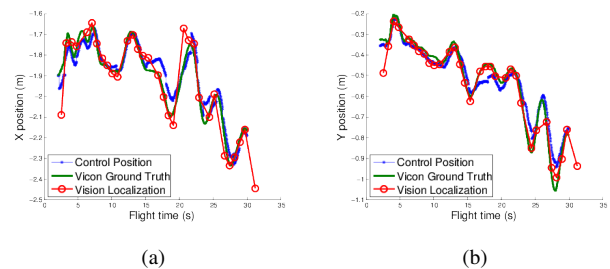 -1.6
-1.7
-1.8
-1.9
-2
-2.1
-2.2
-2.3
-2.4
-2.5
X position (m)
Control Position
Vicon Ground Truth
Vision Localization
0 5 10 15 20 25 30 35
Flight time (s)
(a)
-0.2
-0.3
-0.4
-0.5
-0.6
-0.7
-0.8
-0.9
-1
-1.1
Y position (m)
Control Position
Vicon Ground Truth
Vision Localization
0 5 10 15 20 25 30 35
Flight time (s)
(b)